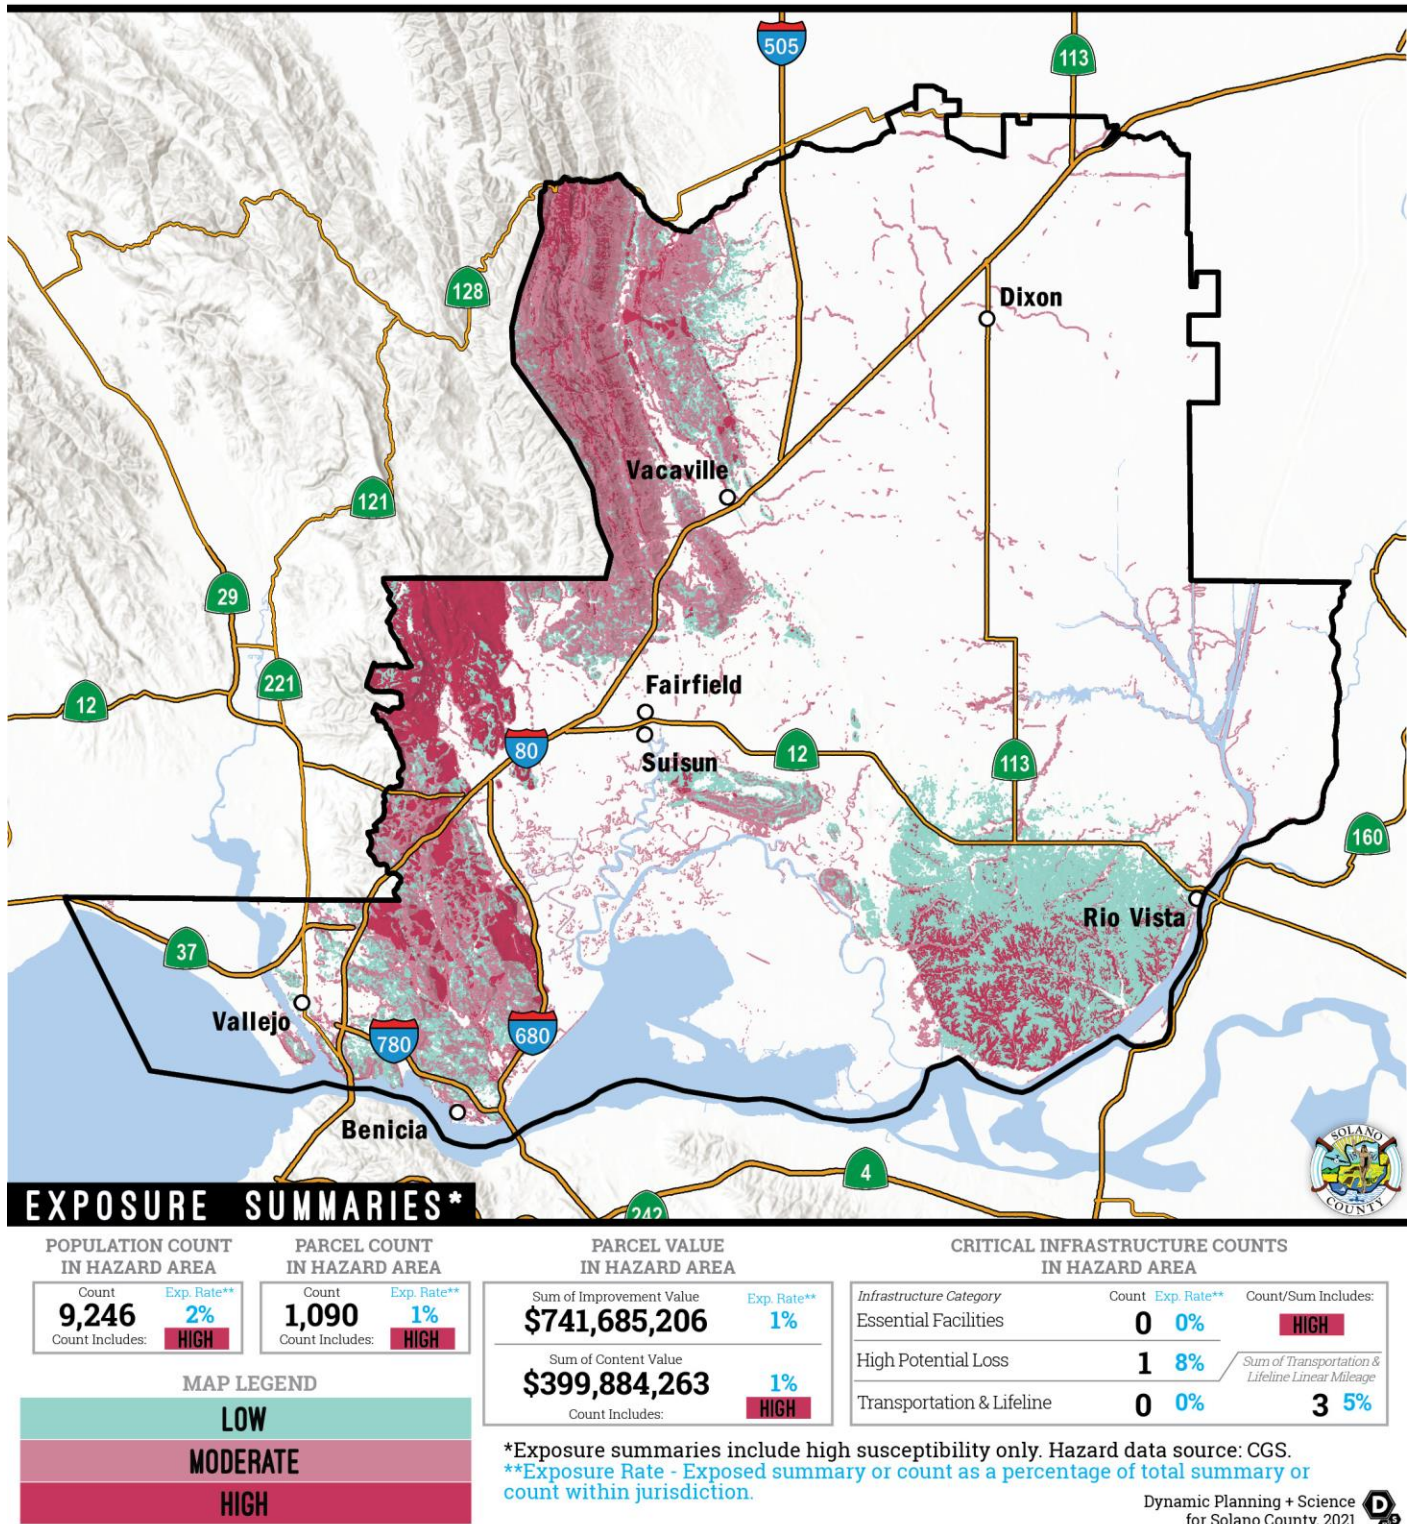 505
113
128
Dixon
Vacaville
121
29
221
12
Fairfield
80
Suisun
12
113
160
Rio Vista
37
Vallejo
780
680
Benicia
4
242
SOLANO
COUNTY
EXPOSURE SUMMARIES*
POPULATION COUNT
IN HAZARD AREA
Count Exp. Rate**
9,246 2%
Count Includes: HIGH
PARCEL COUNT
IN HAZARD AREA
Count Exp. Rate**
1,090 1%
Count Includes: HIGH
MAP LEGEND
LOW
MODERATE
HIGH
PARCEL VALUE
IN HAZARD AREA
Sum of Improvement Value Exp. Rate**
$741,685,206 1%
Sum of Content Value
$399,884,263 1%
Count Includes: HIGH
CRITICAL INFRASTRUCTURE COUNTS
IN HAZARD AREA
Infrastructure Category Count Exp. Rate** Count/Sum Includes:
Essential Facilities 0 0% HIGH
High Potential Loss 1 8% Sum of Transportation &
Lifeline Linear Mileage
Transportation & Lifeline 0 0% 3 5%
*Exposure summaries include high susceptibility only. Hazard data source: CGS.
**Exposure Rate - Exposed summary or count as a percentage of total summary or
count within jurisdiction.
Dynamic Planning + Science
for Solano County, 2021
D
S